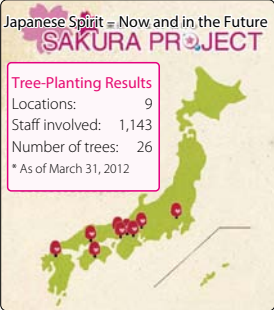 Japanese Spirit = Now and in the Future
SAKURA PROJECT
Tree-Planting Results
Locations: 9
Staff involved: 1,143
Number of trees: 26
* As of March 31, 2012